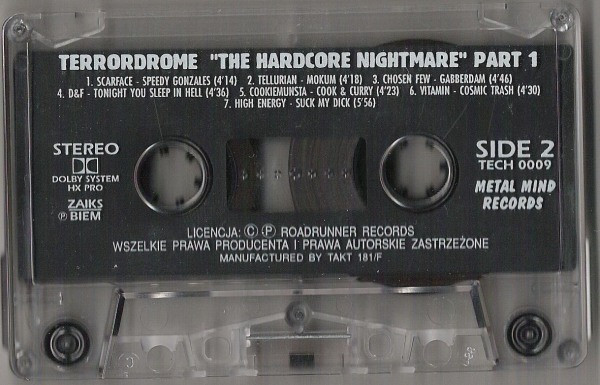 TERRORDROME "THE HARDCORE NIGHTMARE" PART 1
1. SCARFACE - SPEEDY GONZALES (4'14) 2. TELLURIAN - MOKUM (4'18) 3. CHOSEN FEW - GABBERDAM (4'46)
4. D&F - TONIGHT YOU SLEEP IN HELL (4'36) 5. COOKIEMUNSTA - COOK & CURRY (4'23) 6. VITAMIN - COSMIC TRASH (4'30)
7. HIGH ENERGY - SUCK MY DICK (5'56)
STEREO
DOLBY SYSTEM
HX PRO
ZAIKS
℗ BIEM
SIDE 2
TECH 0009
METAL MIND
RECORDS
LICENCJA: © ℗ ROADRUNNER RECORDS
WSZELKIE PRAWA PRODUCENTA I PRAWA AUTORSKIE ZASTRZEŻONE
MANUFACTURED BY TAKT 181/F